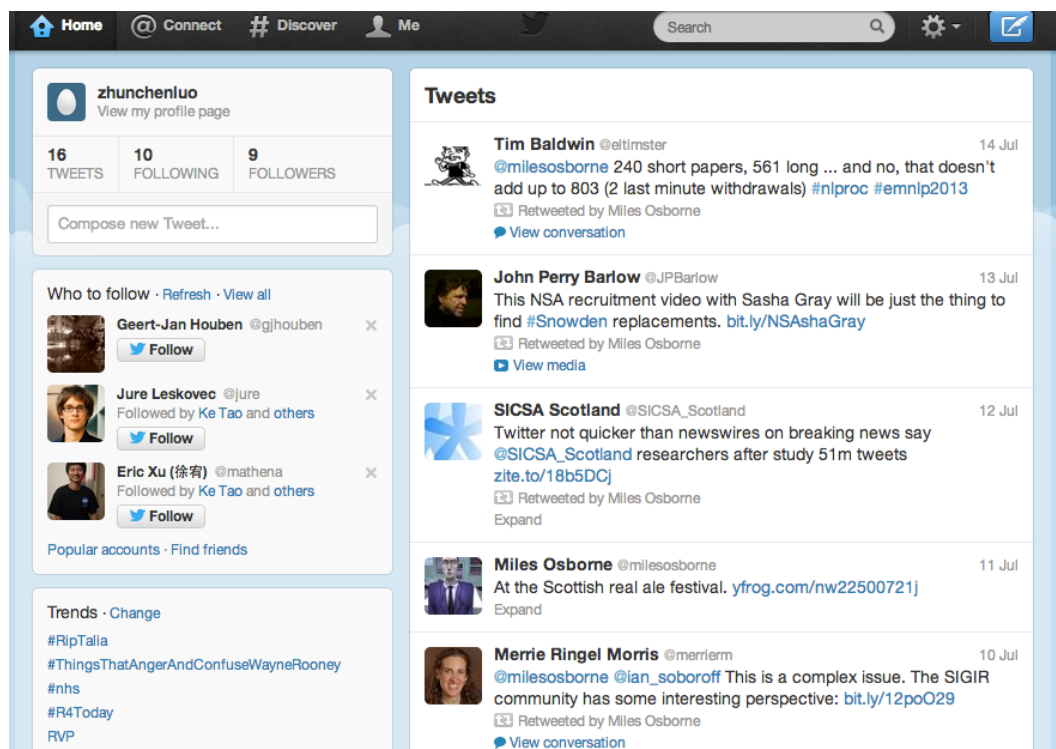 Home
Connect
Discover
Me
Search
zhunchenluo
View my profile page
16
TWEETS
10
FOLLOWING
9
FOLLOWERS
Compose new Tweet...
Who to follow · Refresh · View all
Geert-Jan Houben @gjhouben
Follow
Jure Leskovec @jure
Followed by Ke Tao and others
Follow
Eric Xu (徐宥) @mathena
Followed by Ke Tao and others
Follow
Popular accounts · Find friends
Trends · Change
#RipTalia
#ThingsThatAngerAndConfuseWayneRooney
#nhs
#R4Today
RVP
Tweets
Tim Baldwin @eltimster 14 Jul
@milesosborne 240 short papers, 561 long ... and no, that doesn't
add up to 803 (2 last minute withdrawals) #nlproc #emnlp2013
Retweeted by Miles Osborne
View conversation
John Perry Barlow @JPBarlow 13 Jul
This NSA recruitment video with Sasha Gray will be just the thing to
find #Snowden replacements. bit.ly/NSAshaGray
Retweeted by Miles Osborne
View media
SICSA Scotland @SICSA_Scotland 12 Jul
Twitter not quicker than newswires on breaking news say
@SICSA_Scotland researchers after study 51m tweets
zite.to/18b5DCj
Retweeted by Miles Osborne
Expand
Miles Osborne @milesosborne 11 Jul
At the Scottish real ale festival. yfrog.com/nw22500721j
Expand
Merrie Ringel Morris @merrierm 10 Jul
@milesosborne @ian_soboroff This is a complex issue. The SIGIR
community has some interesting perspective: bit.ly/12poO29
Retweeted by Miles Osborne
View conversation